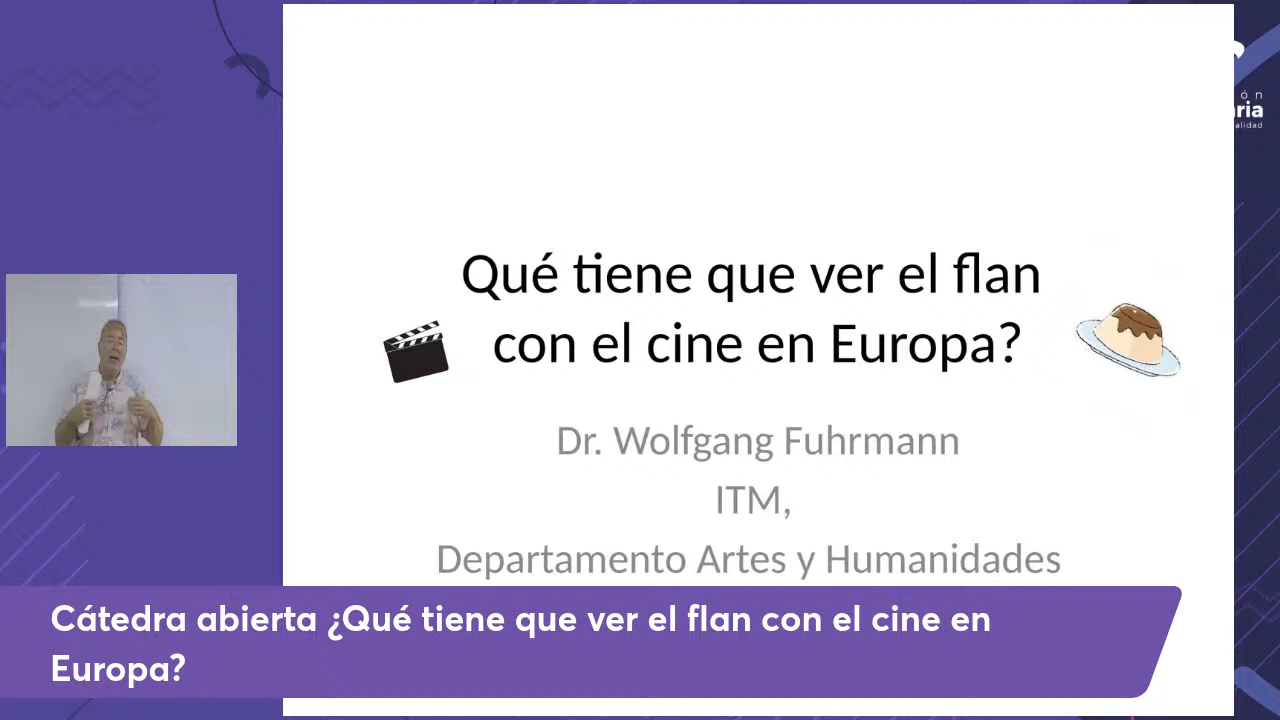 Qué tiene que ver el flan
con el cine en Europa?
Dr. Wolfgang Fuhrmann
ITM,
Departamento Artes y Humanidades
Cátedra abierta ¿Qué tiene que ver el flan con el cine en
Europa?